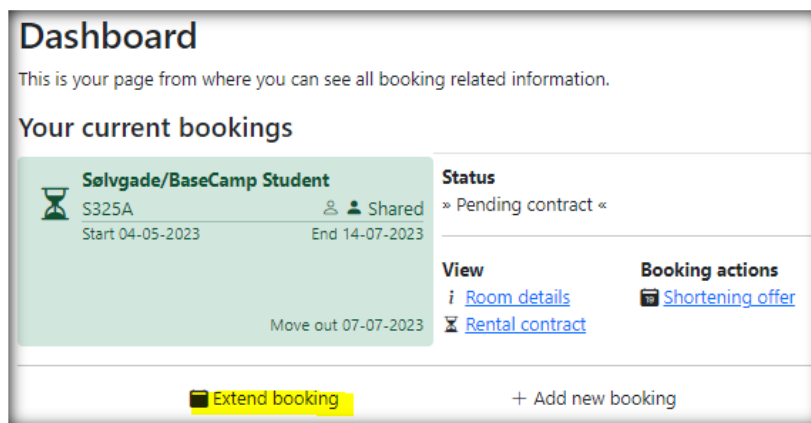 Dashboard
This is your page from where you can see all booking related information.
Your current bookings
Sølvgade/BaseCamp Student
S325A Shared
Start 04-05-2023 End 14-07-2023
Move out 07-07-2023
Status
» Pending contract «
View
i Room details
Rental contract
Booking actions
19 Shortening offer
Extend booking
+ Add new booking